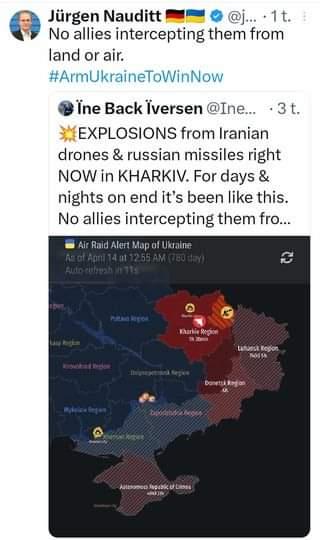 Jürgen Nauditt 🇩🇪🇺🇦 @j... · 1 t.
No allies intercepting them from
land or air.
#ArmUkraineToWinNow
Ïne Back Ïversen @Ine... · 3 t.
💥EXPLOSIONS from Iranian
drones & russian missiles right
NOW in KHARKIV. For days &
nights on end it's been like this.
No allies intercepting them fro...
Air Raid Alert Map of Ukraine
As of April 14 at 12:55 AM (780 day)
Auto-refresh in 11s
Poltava Region
Kharkiv Region
1h 30min
Luhansk Region
Kirovohrad Region
Dnipropetrovsk Region
Donetsk Region
Mykolaiv Region
Zaporizhzhia Region
Kherson Region
Autonomous Republic of Crimea